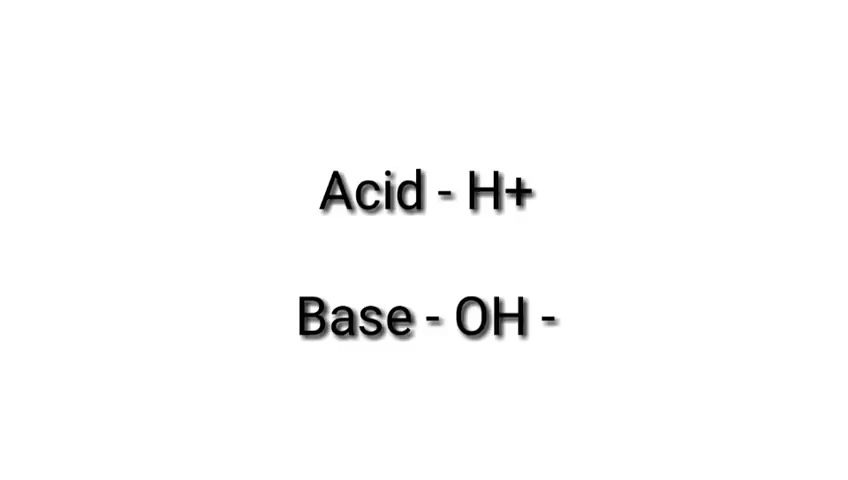 Acid - H+
Base - OH -